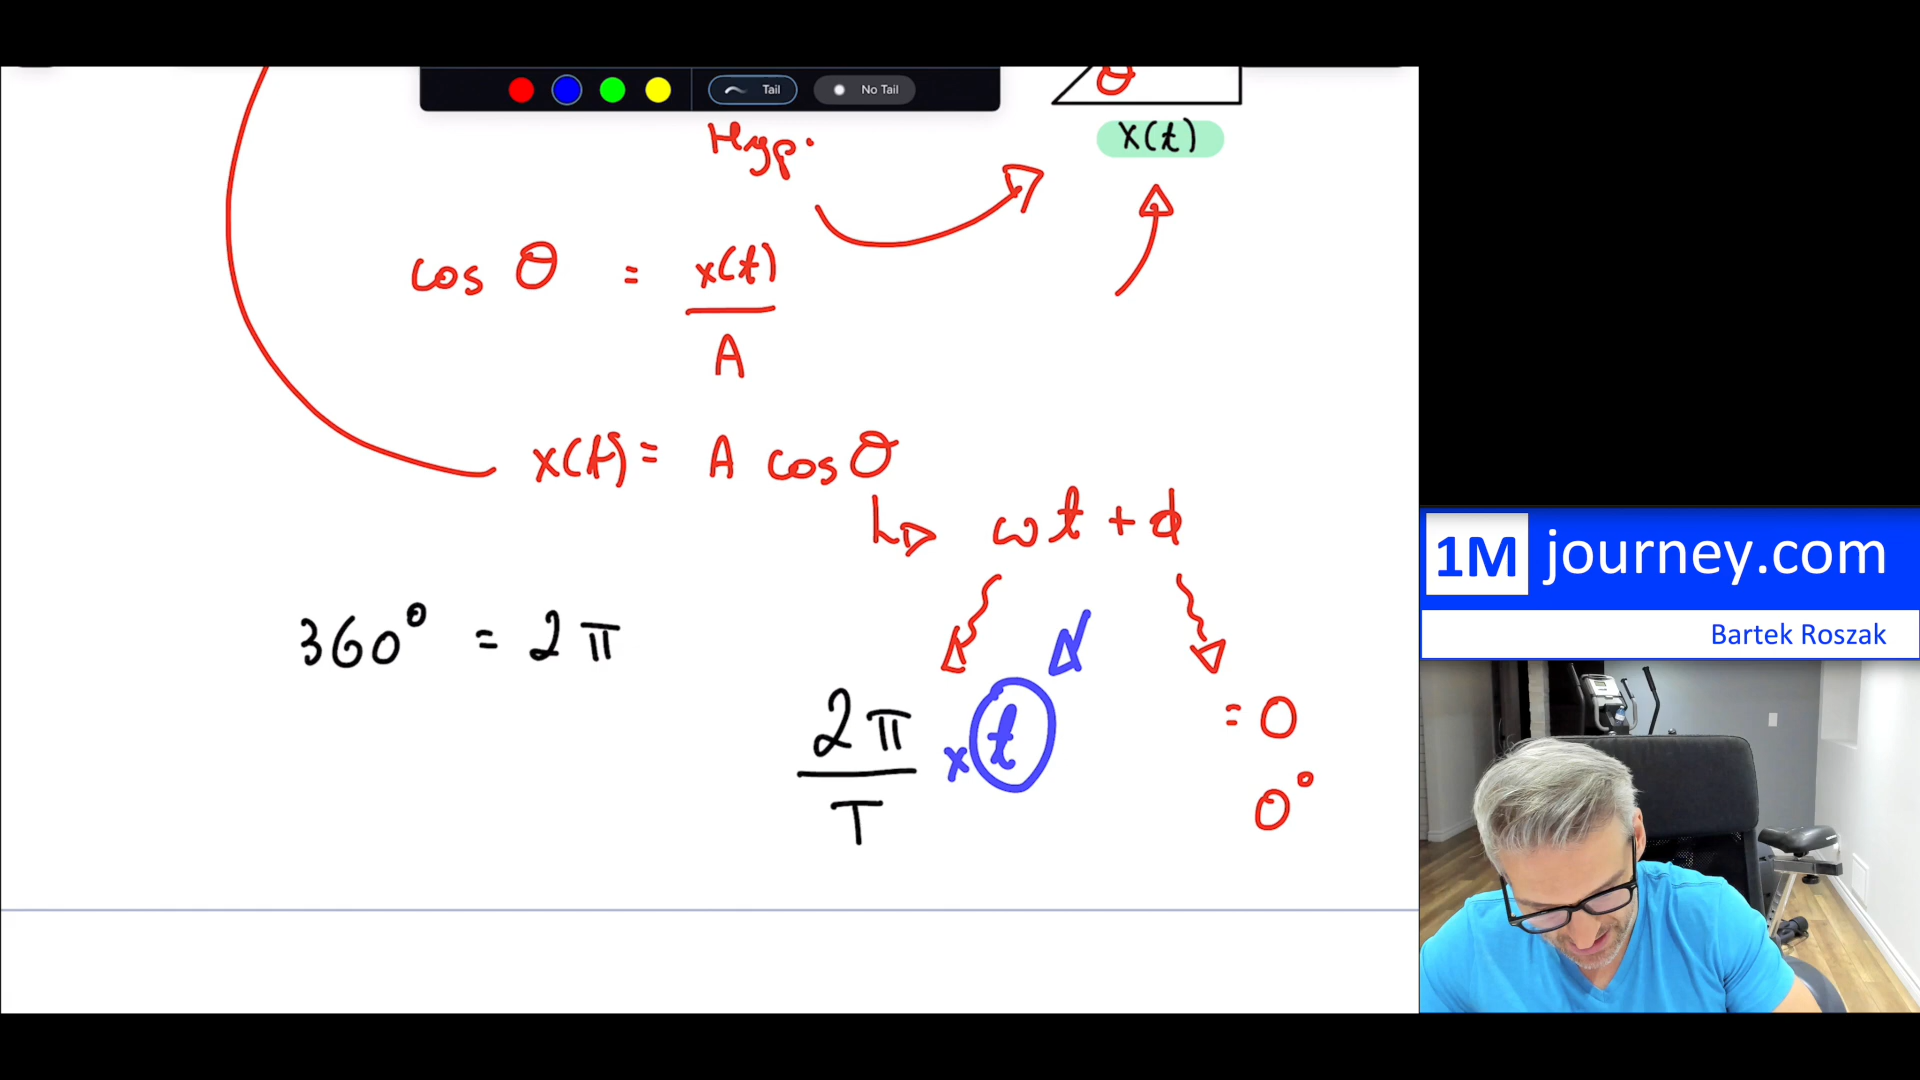 Tail
No Tail
θ
Hyp.
x(t)
cos θ = x(t)
A
x(t) = A cos θ
ωt + ϕ
360° = 2π
2π
T
x t
= 0
0°
1M journey.com
Bartek Roszak